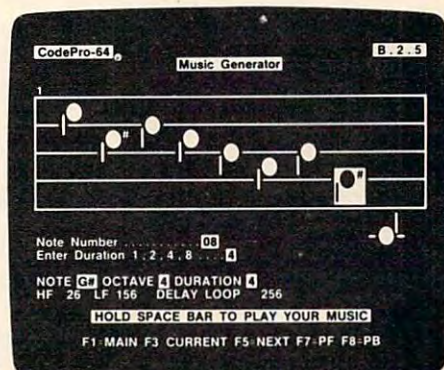 CodePro-64
B.2.5
Music Generator
1
#
#
Note Number ........... 08
Enter Duration 1,2,4,8 .... 4
NOTE G# OCTAVE 4 DURATION 4
HF 26 LF 156 DELAY LOOP 256
HOLD SPACE BAR TO PLAY YOUR MUSIC
F1=MAIN F3 CURRENT F5=NEXT F7=PF F8=PB